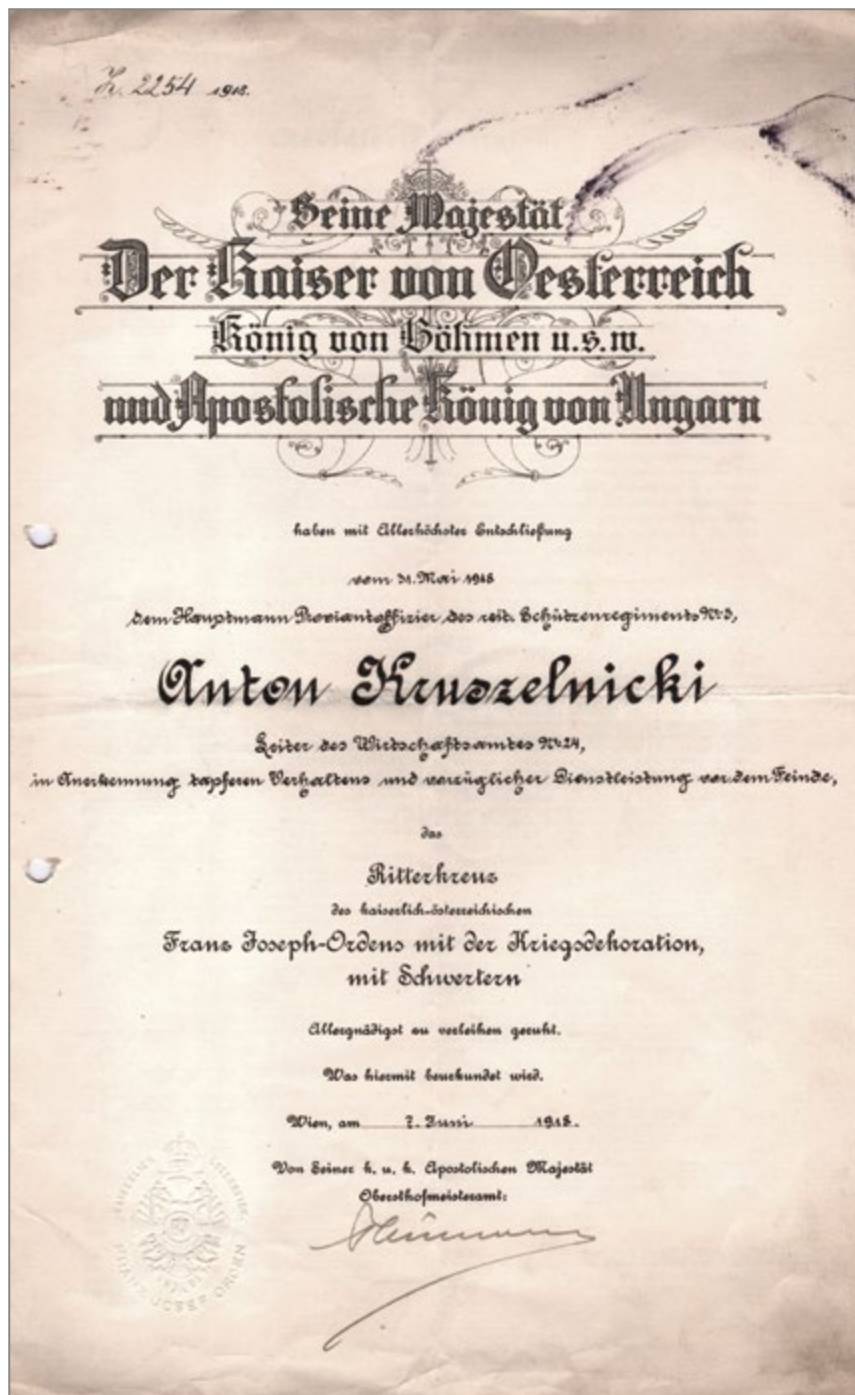 Z. 2254 1918.
Seine Majestät
Der Kaiser von Oesterreich
König von Böhmen u.s.w.
und Apostolische König von Ungarn
haben mit Allerhöchster Entschließung
vom 31. Mai 1918
dem Hauptmann Proviantoffizier des reit. Schützenregiments Nr. 3,
Anton Kruszelnicki
Leiter des Wirtschaftsamtes Nr. 24,
in Anerkennung tapferen Verhaltens und vorzüglicher Dienstleistung vor dem Feinde,
das
Ritterkreuz
des kaiserlich-österreichischen
Franz Joseph-Ordens mit der Kriegsdekoration,
mit Schwertern
Allergnädigst zu verleihen geruht.
Was hiermit beurkundet wird.
Wien, am 7. Juni 1918.
Von Seiner k. u. k. Apostolischen Majestät
Obersthofmeisteramt:
FRANZ JOSEF-ORDEN